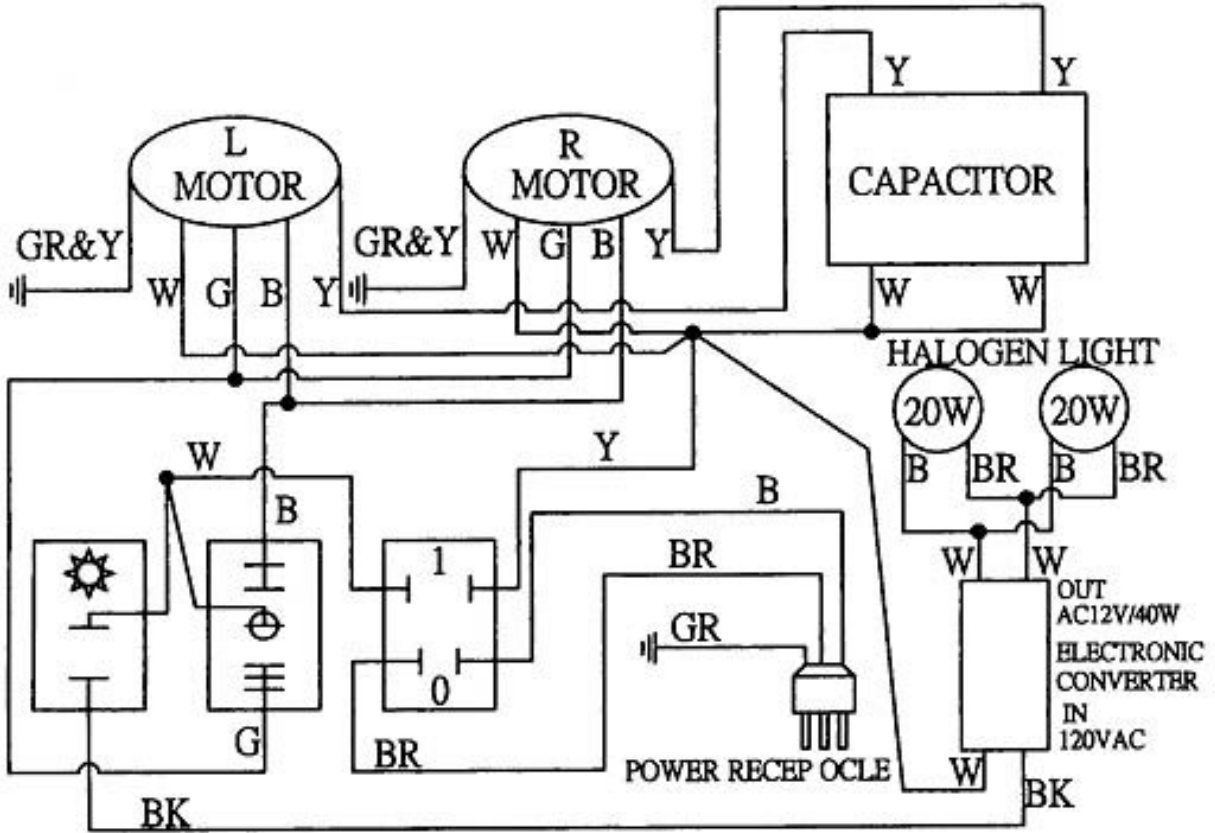 Y
Y
L
MOTOR
R
MOTOR
CAPACITOR
GR&Y
W
G
B
Y
GR&Y
W
G
B
Y
W
W
HALOGEN LIGHT
20W
20W
B
BR
B
BR
W
Y
B
B
1
BR
W
W
OUT
AC12V/40W
GR
ELECTRONIC
CONVERTER
0
IN
120VAC
G
BR
POWER RECEP OCLE
W
BK
BK